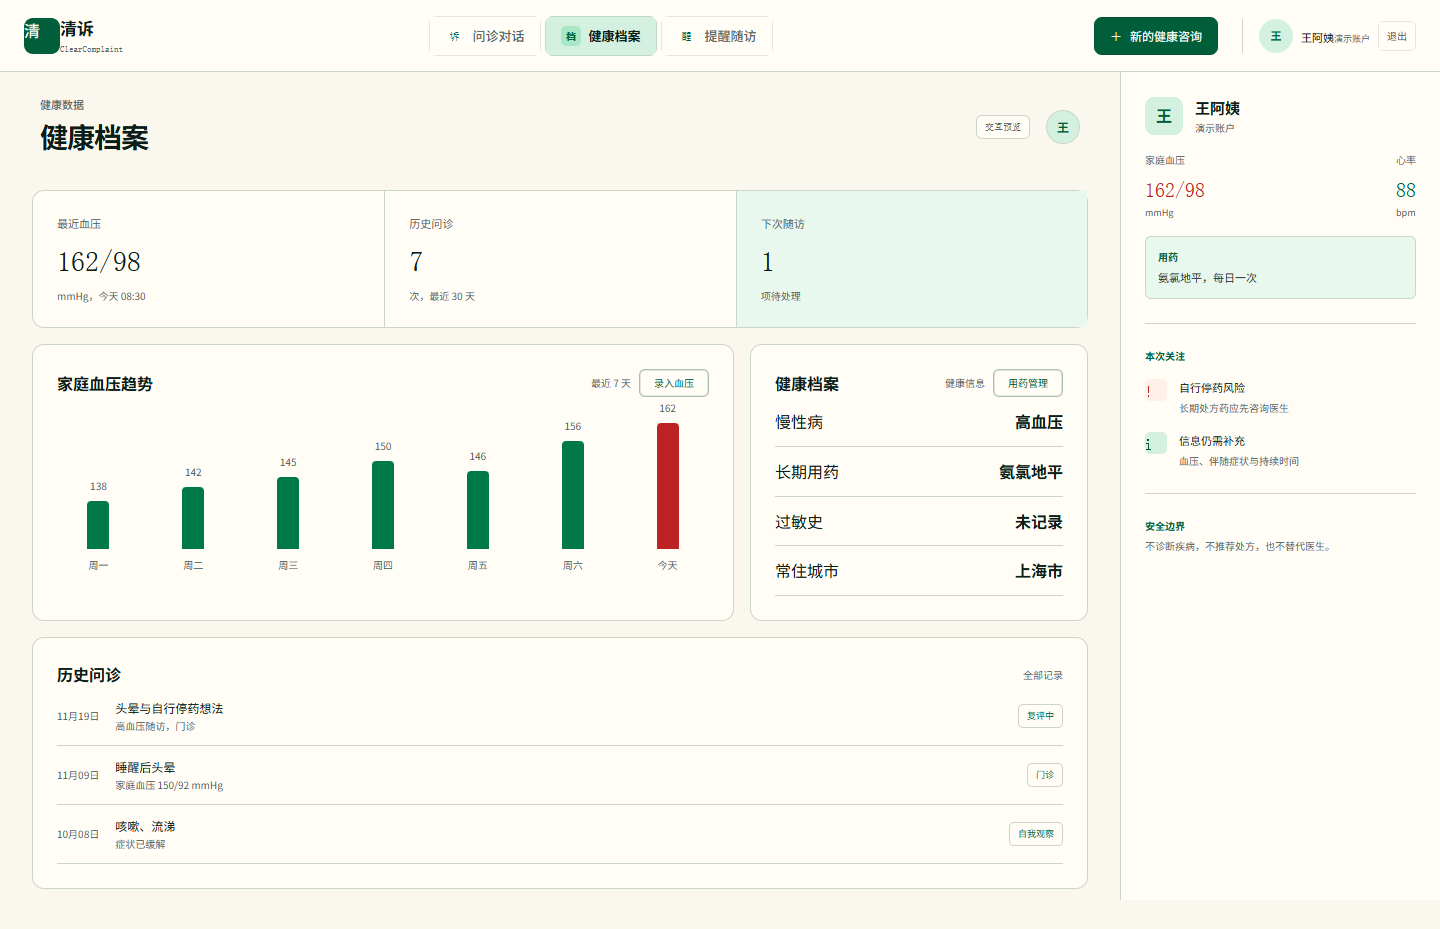 清
清诉
ClearComplaint
诉 问诊对话
档 健康档案
醒 提醒随访
+ 新的健康咨询
王 王阿姨演示账户
退出
健康数据
健康档案
交互预览
王
最近血压
162/98
mmHg，今天 08:30
历史问诊
7
次，最近 30 天
下次随访
1
项待处理
家庭血压趋势
最近 7 天
录入血压
138
142
145
150
146
156
162
周一
周二
周三
周四
周五
周六
今天
健康档案
健康信息
用药管理
慢性病 高血压
长期用药 氨氯地平
过敏史 未记录
常住城市 上海市
历史问诊
全部记录
11月19日
头晕与自行停药想法
高血压随访，门诊
复评中
11月09日
睡醒后头晕
家庭血压 150/92 mmHg
门诊
10月08日
咳嗽、流涕
症状已缓解
自我观察
王
王阿姨
演示账户
家庭血压 心率
162/98 88
mmHg bpm
用药
氨氯地平，每日一次
本次关注
!
自行停药风险
长期处方药应先咨询医生
i
信息仍需补充
血压、伴随症状与持续时间
安全边界
不诊断疾病，不推荐处方，也不替代医生。